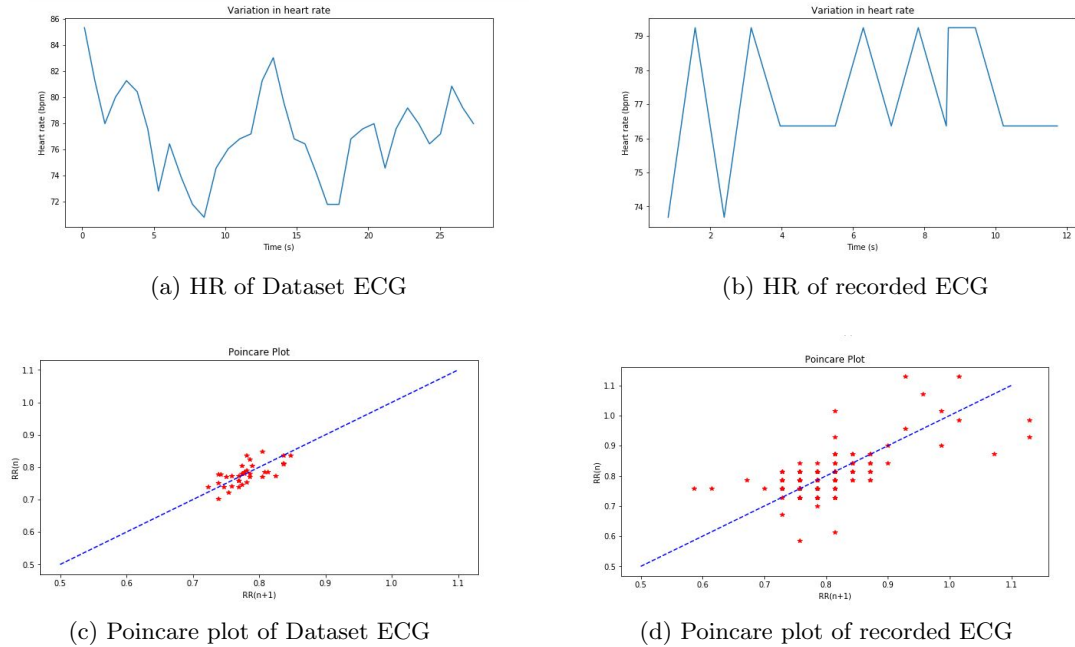 Variation in heart rate
86
84
82
80
78
76
74
72
Heart rate (bpm)
0 5 10 15 20 25
Time (s)
(a) HR of Dataset ECG
Variation in heart rate
79
78
77
76
75
74
Heart rate (bpm)
2 4 6 8 10 12
Time (s)
(b) HR of recorded ECG
Poincare Plot
1.1
1.0
0.9
0.8
0.7
0.6
0.5
RR(n)
0.5 0.6 0.7 0.8 0.9 1.0 1.1
RR(n+1)
(c) Poincare plot of Dataset ECG
Poincare Plot
1.1
1.0
0.9
0.8
0.7
0.6
0.5
RR(n)
0.5 0.6 0.7 0.8 0.9 1.0 1.1
RR(n+1)
(d) Poincare plot of recorded ECG